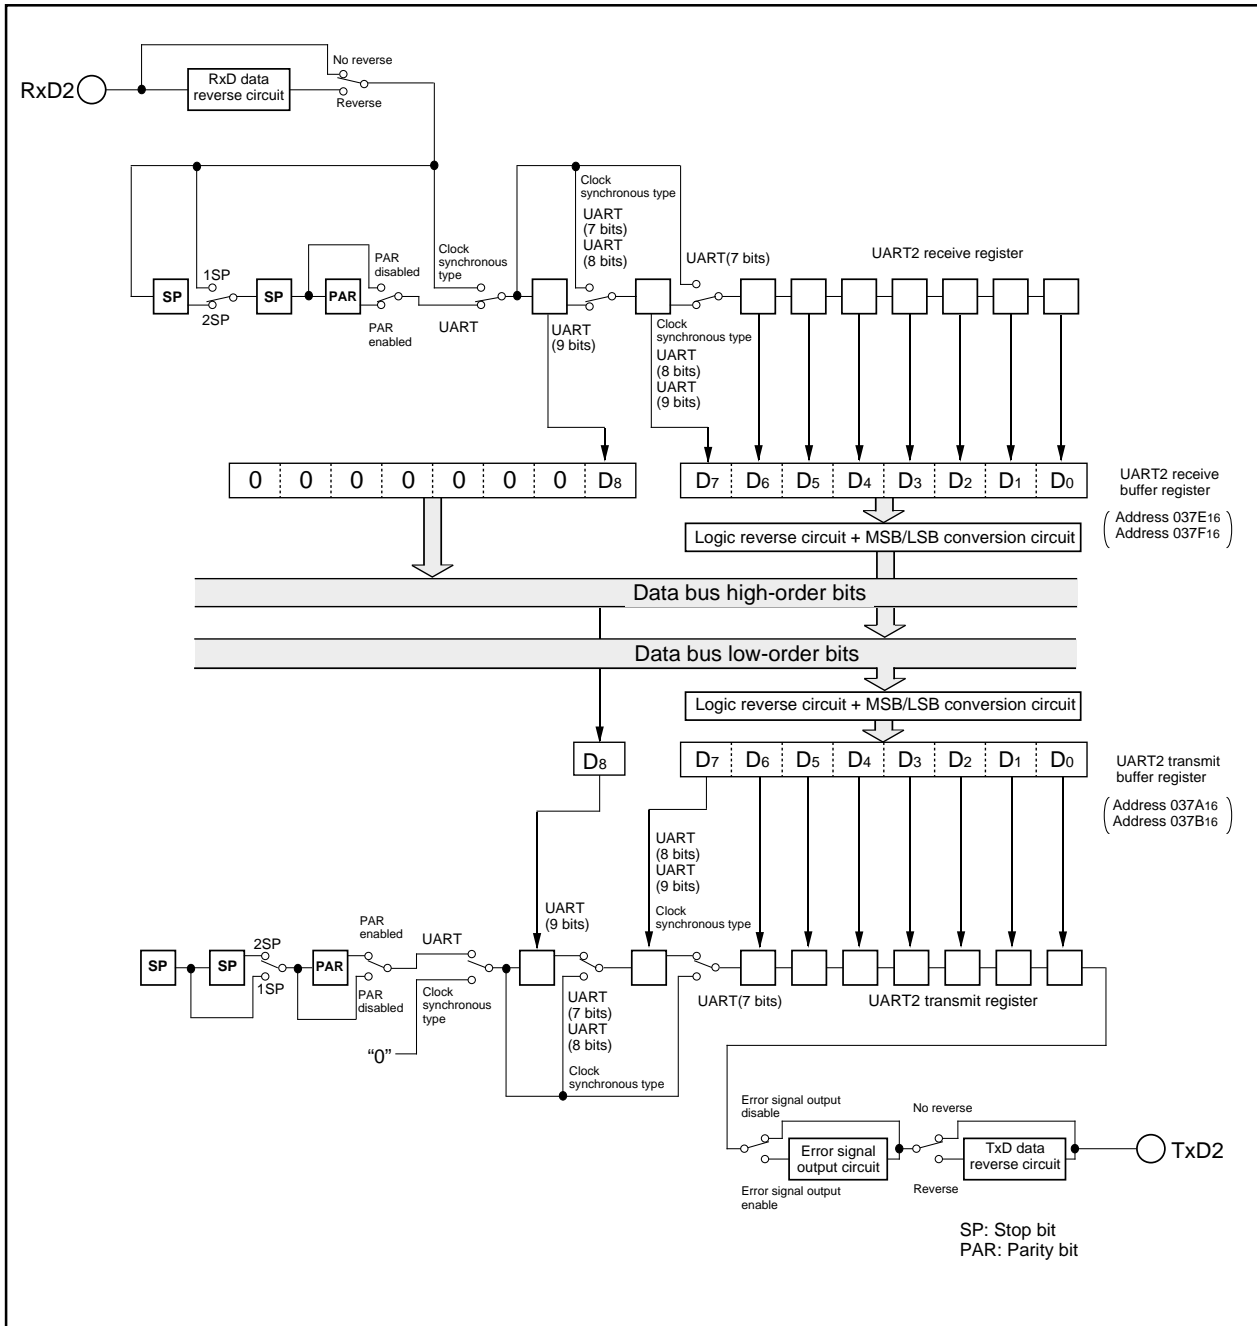 No reverse
RxD2
RxD data
reverse circuit
Reverse
Clock
synchronous type
UART
(7 bits)
UART
(8 bits)
1SP
PAR
disabled
Clock
synchronous
type
UART(7 bits)
UART2 receive register
SP
SP
PAR
2SP
PAR
enabled
UART
UART
(9 bits)
Clock
synchronous type
UART
(8 bits)
UART
(9 bits)
0 0 0 0 0 0 0 D8
D7 D6 D5 D4 D3 D2 D1 D0
UART2 receive
buffer register
Address 037E16
Address 037F16
Logic reverse circuit + MSB/LSB conversion circuit
Data bus high-order bits
Data bus low-order bits
Logic reverse circuit + MSB/LSB conversion circuit
D8
D7 D6 D5 D4 D3 D2 D1 D0
UART2 transmit
buffer register
Address 037A16
Address 037B16
UART
(8 bits)
UART
(9 bits)
Clock
synchronous type
UART
(9 bits)
PAR
enabled
UART
2SP
SP
SP
PAR
1SP
PAR
disabled
Clock
synchronous
type
UART
(7 bits)
UART
(8 bits)
UART(7 bits)
UART2 transmit register
“0”
Clock
synchronous type
Error signal output
disable
No reverse
Error signal
output circuit
TxD data
reverse circuit
TxD2
Error signal output
enable
Reverse
SP: Stop bit
PAR: Parity bit